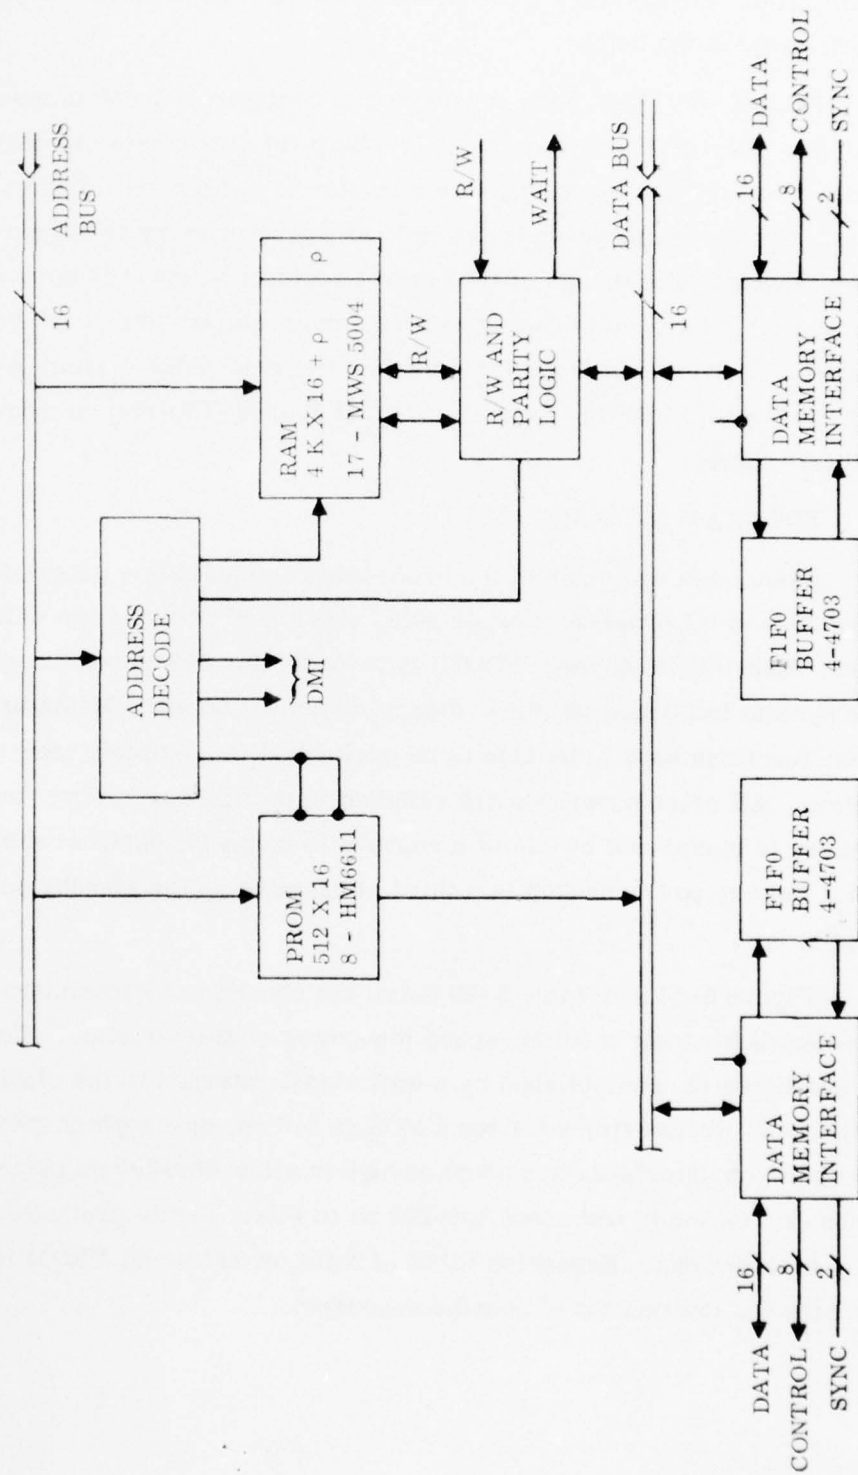 ADDRESS
BUS
16
ADDRESS
DECODE
DMI
PROM
512 X 16
8 - HM6611
RAM
4 K X 16 + ρ ρ
17 - MWS 5004
R/W
R/W
WAIT
R/W AND
PARITY
LOGIC
DATA BUS
16
DATA
CONTROL
SYNC
16
8
2
DATA
MEMORY
INTERFACE
F1F0
BUFFER
4-4703
F1F0
BUFFER
4-4703
DATA
MEMORY
INTERFACE
16
8
2
DATA
CONTROL
SYNC